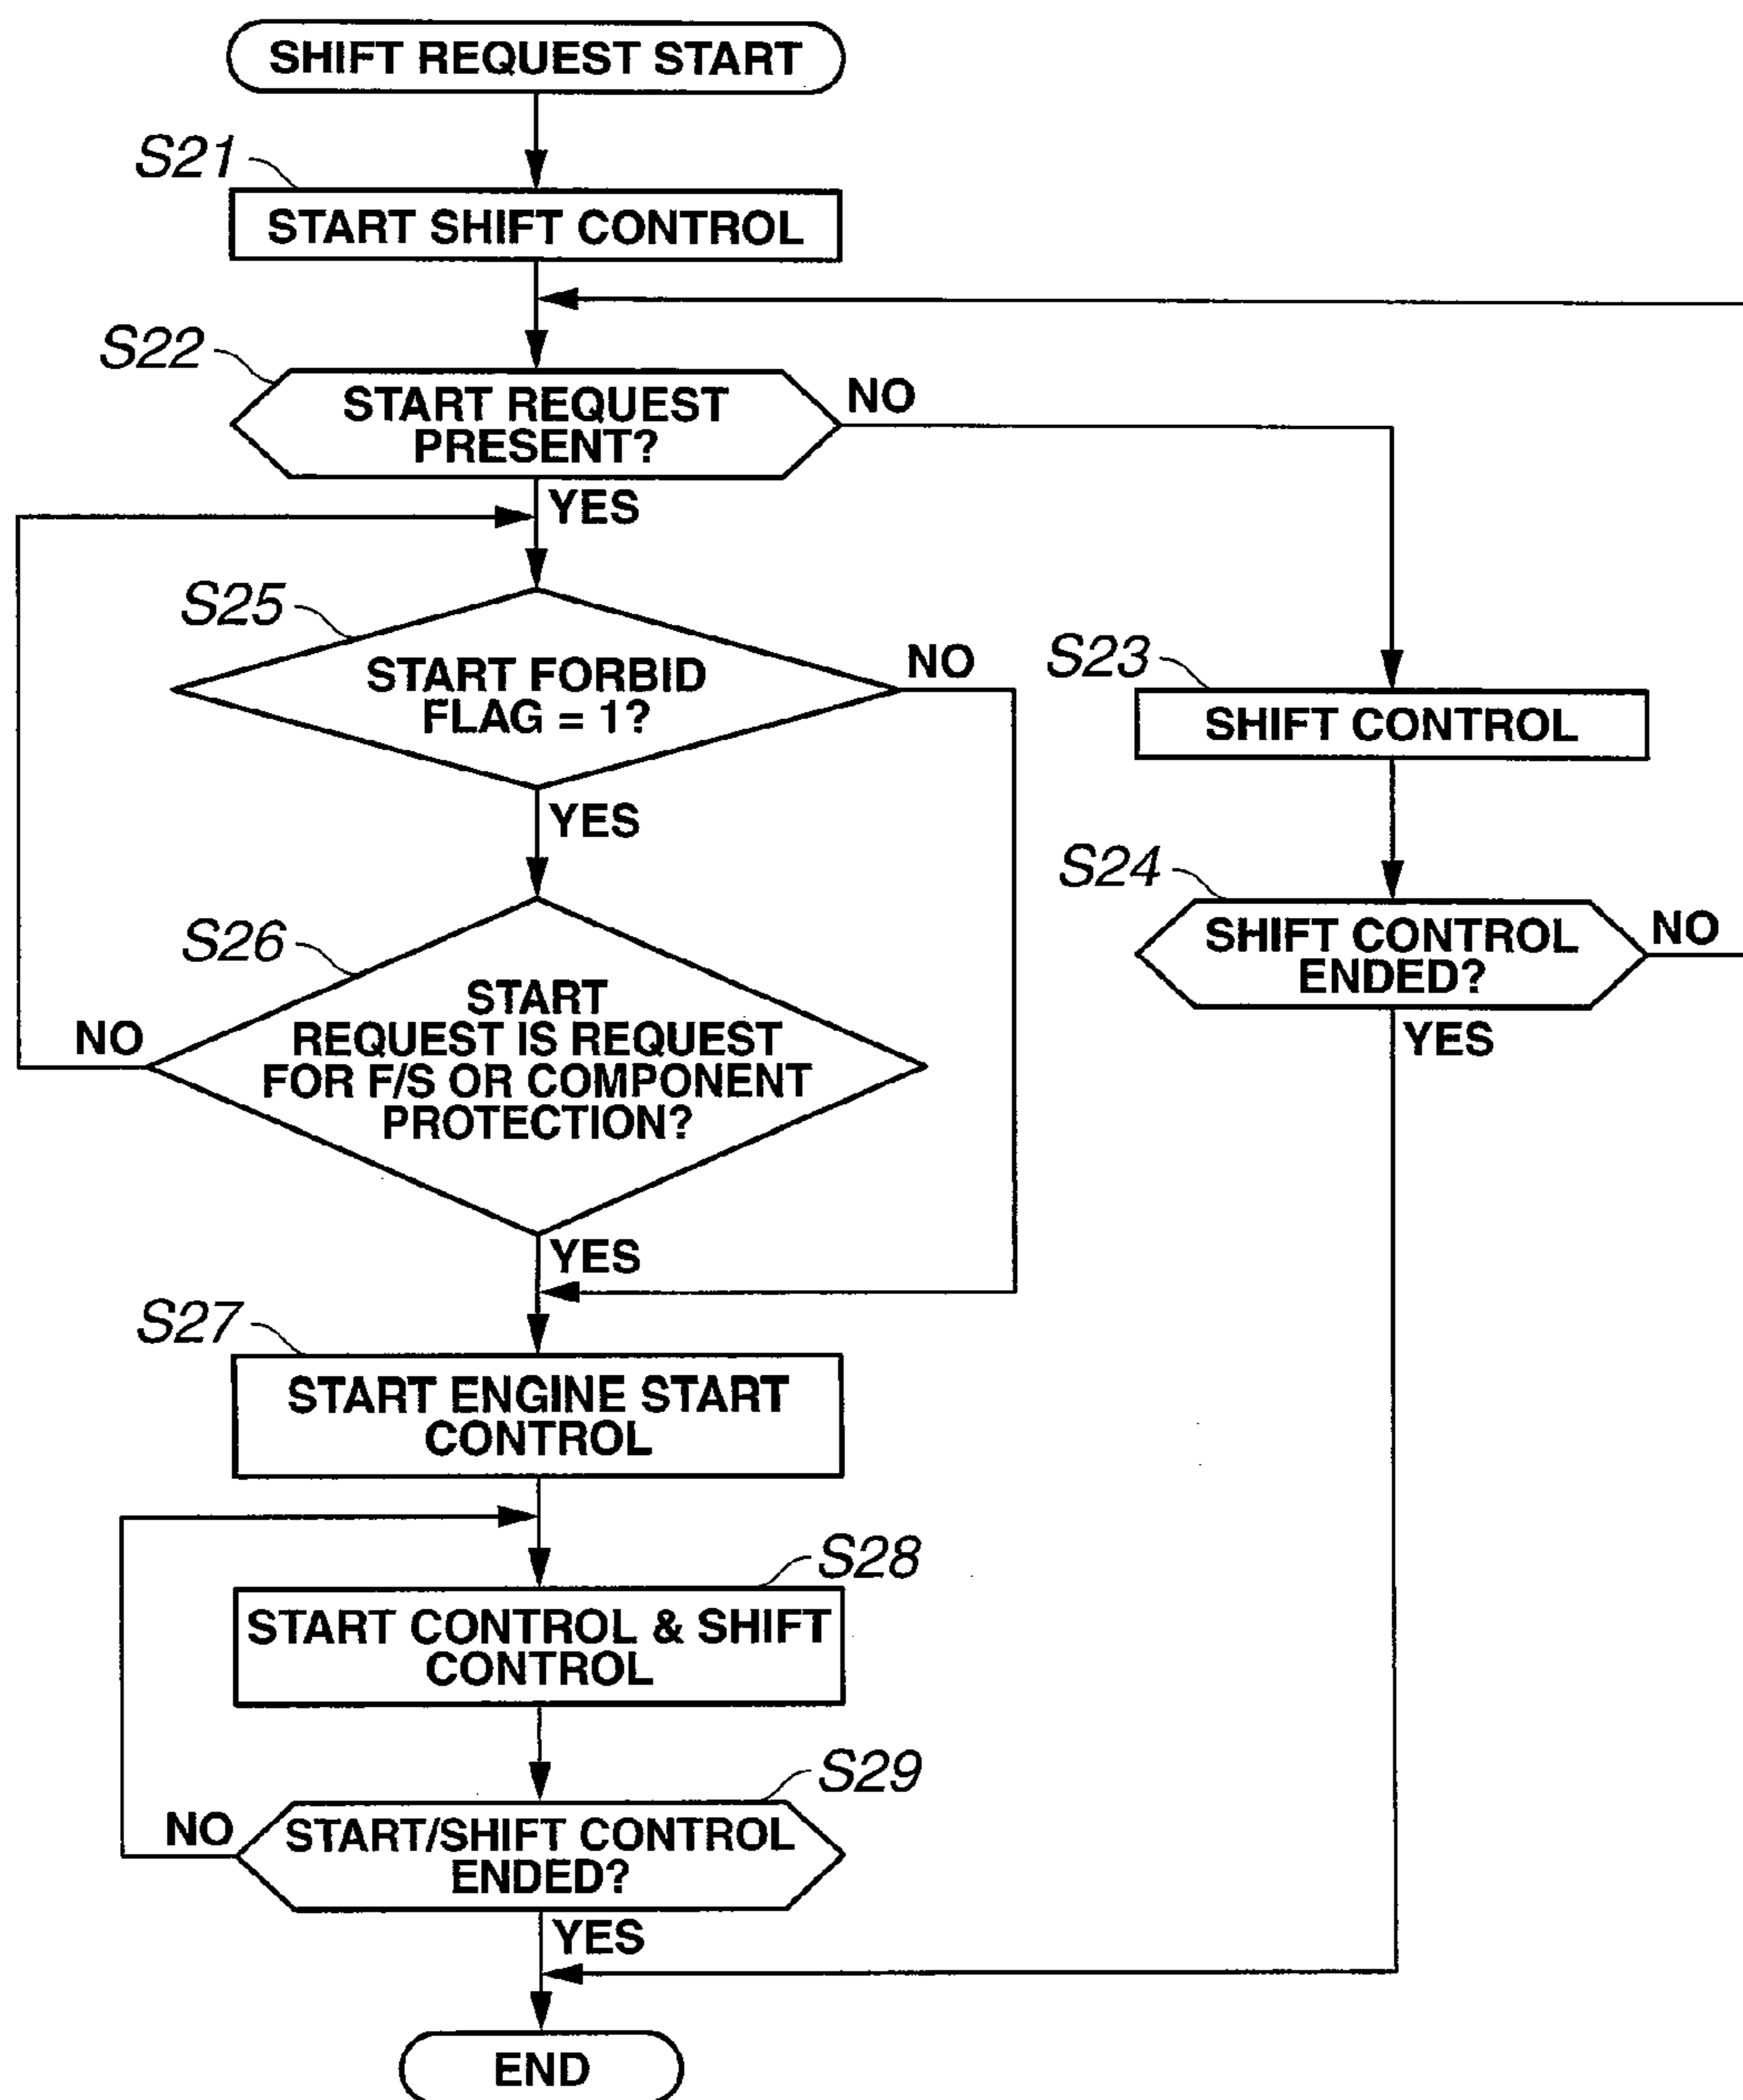 SHIFT REQUEST START
S21
START SHIFT CONTROL
S22
START REQUEST
PRESENT?
NO
YES
S25
START FORBID
FLAG = 1?
NO
YES
S23
SHIFT CONTROL
S24
SHIFT CONTROL
ENDED?
NO
YES
S26
START
REQUEST IS REQUEST
FOR F/S OR COMPONENT
PROTECTION?
NO
YES
S27
START ENGINE START
CONTROL
S28
START CONTROL & SHIFT
CONTROL
S29
START/SHIFT CONTROL
ENDED?
NO
YES
END